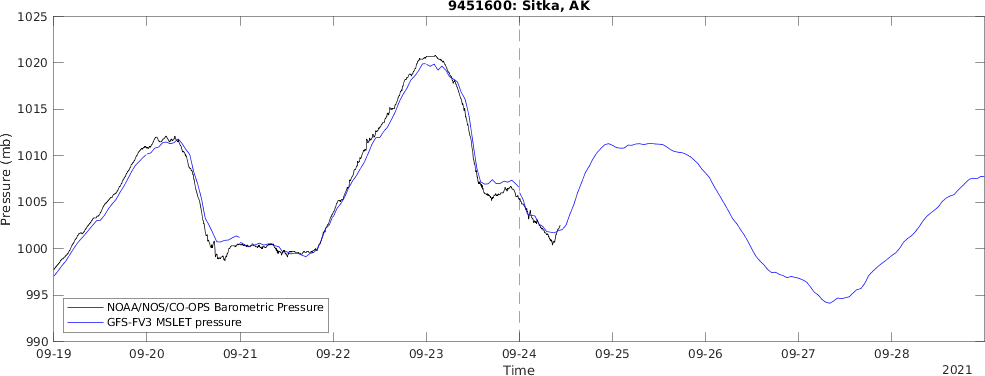 9451600: Sitka, AK
Pressure (mb)
1025
1020
1015
1010
1005
1000
995
990
NOAA/NOS/CO-OPS Barometric Pressure
GFS-FV3 MSLET pressure
09-19 09-20 09-21 09-22 09-23 09-24 09-25 09-26 09-27 09-28
Time
2021